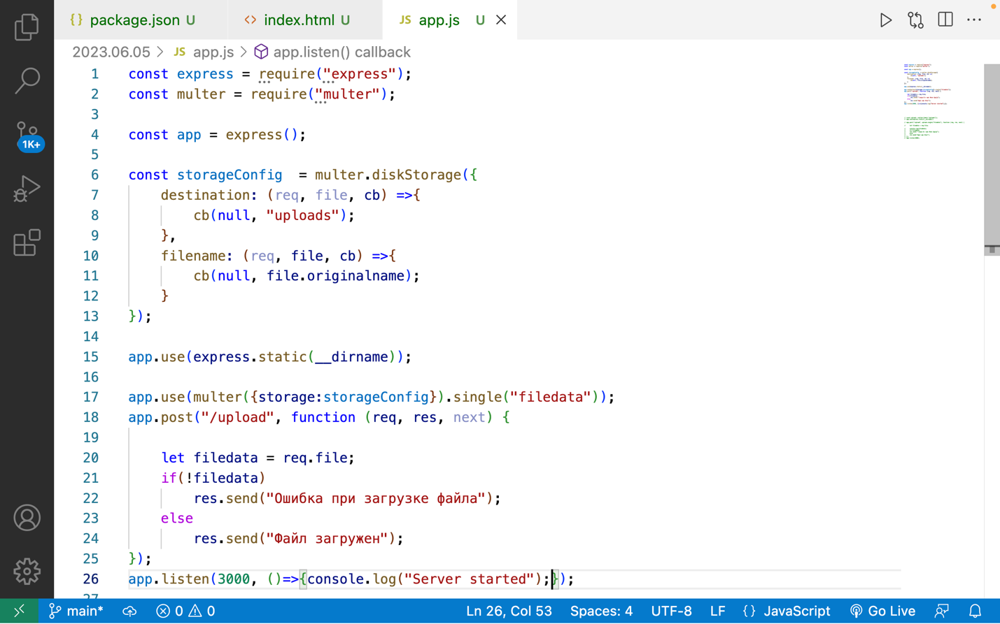 {} package.json U
<> index.html U
JS app.js U
2023.06.05 > JS app.js > app.listen() callback
1 const express = require("express");
2 const multer = require("multer");
3
4 const app = express();
5
6 const storageConfig  = multer.diskStorage({
7     destination: (req, file, cb) =>{
8         cb(null, "uploads");
9     },
10     filename: (req, file, cb) =>{
11         cb(null, file.originalname);
12     }
13 });
14
15 app.use(express.static(__dirname));
16
17 app.use(multer({storage:storageConfig}).single("filedata"));
18 app.post("/upload", function (req, res, next) {
19
20     let filedata = req.file;
21     if(!filedata)
22         res.send("Ошибка при загрузке файла");
23     else
24         res.send("Файл загружен");
25 });
26 app.listen(3000, ()=>{console.log("Server started");});
27
1K+
main* 0 0 Ln 26, Col 53 Spaces: 4 UTF-8 LF {} JavaScript Go Live